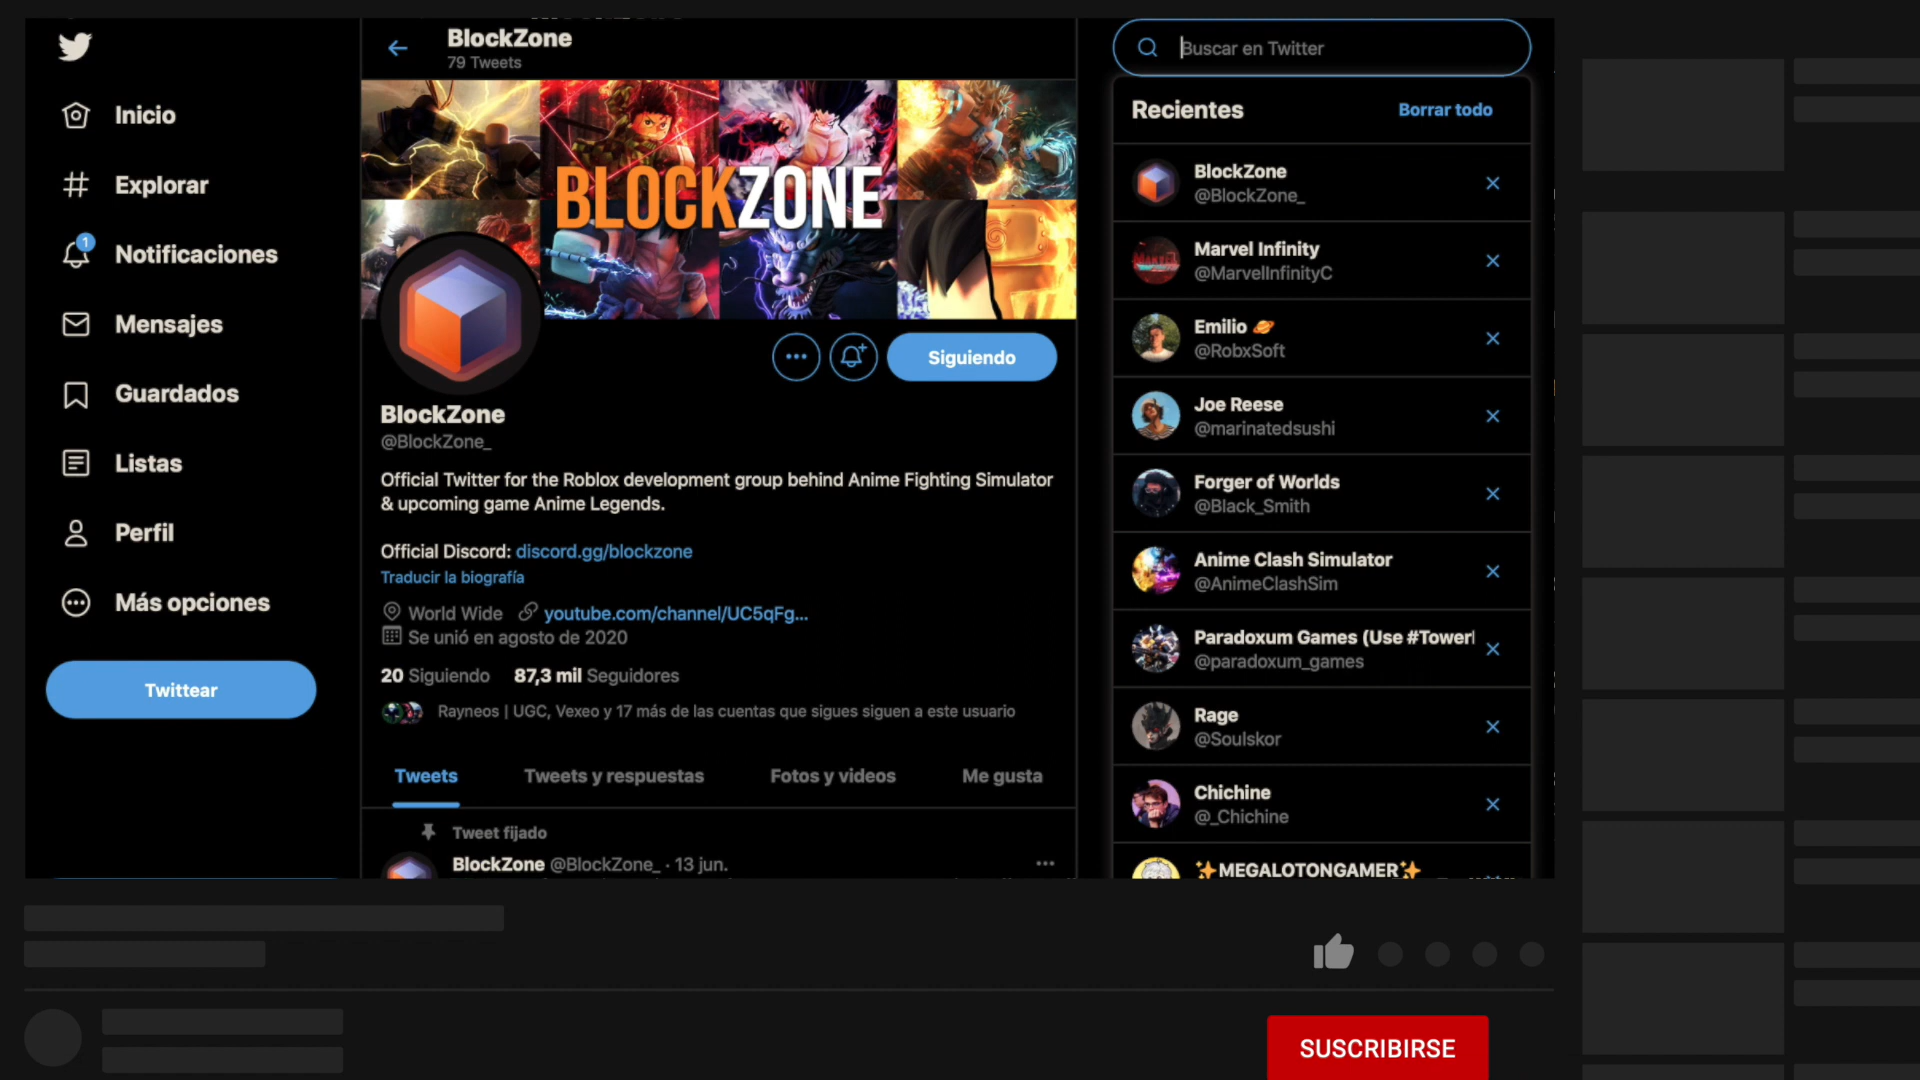 Inicio
Explorar
1
Notificaciones
Mensajes
Guardados
Listas
Perfil
Más opciones
Twittear
BlockZone
79 Tweets
BLOCKZONE
Siguiendo
BlockZone
@BlockZone_
Official Twitter for the Roblox development group behind Anime Fighting Simulator
& upcoming game Anime Legends.
Official Discord: discord.gg/blockzone
Traducir la biografía
World Wide youtube.com/channel/UC5qFg...
Se unió en agosto de 2020
20 Siguiendo 87,3 mil Seguidores
Rayneos | UGC, Vexeo y 17 más de las cuentas que sigues siguen a este usuario
Tweets Tweets y respuestas Fotos y videos Me gusta
Tweet fijado
BlockZone @BlockZone_ · 13 jun.
Buscar en Twitter
Recientes Borrar todo
BlockZone
@BlockZone_
Marvel Infinity
@MarvelInfinityC
Emilio 🪐
@RobxSoft
Joe Reese
@marinatedsushi
Forger of Worlds
@Black_Smith
Anime Clash Simulator
@AnimeClashSim
Paradoxum Games (Use #Tower
@paradoxum_games
Rage
@Soulskor
Chichine
@_Chichine
✨MEGALOTONGAMER✨
SUSCRIBIRSE